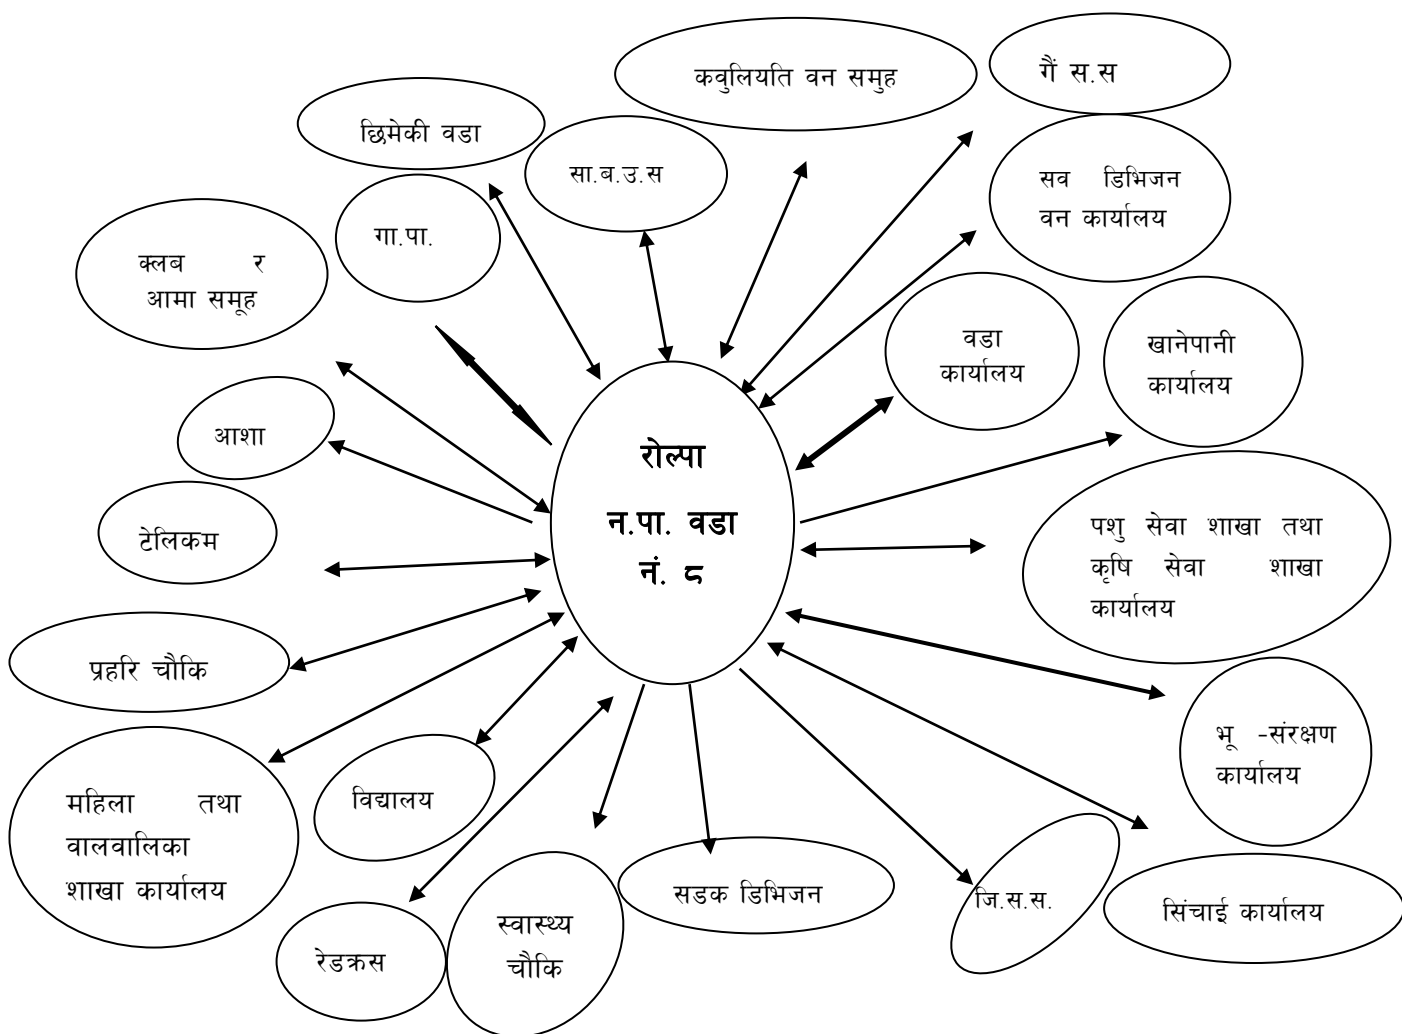 कवुलियति वन समुह
गैं स.स
छिमेकी वडा
सा.ब.उ.स
सव डिभिजन
वन कार्यालय
गा.पा.
क्लब र
आमा समूह
वडा
कार्यालय
खानेपानी
कार्यालय
आशा
रोल्पा
न.पा. वडा
नं. ८
टेलिकम
पशु सेवा शाखा तथा
कृषि सेवा शाखा
कार्यालय
प्रहरि चौकि
भू -संरक्षण
कार्यालय
महिला तथा
वालवालिका
शाखा कार्यालय
विद्यालय
सडक डिभिजन
जि.स.स.
सिंचाई कार्यालय
स्वास्थ्य
चौकि
रेडक्रस